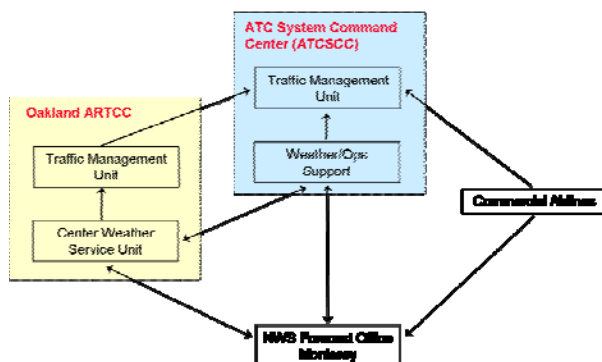 ATC System Command
Center (ATCSCC)
Traffic Management
Unit
Weather/Ops
Support
Oakland ARTCC
Traffic Management
Unit
Center Weather
Service Unit
Commercial Airlines
NWS Forecast Office
Monterey